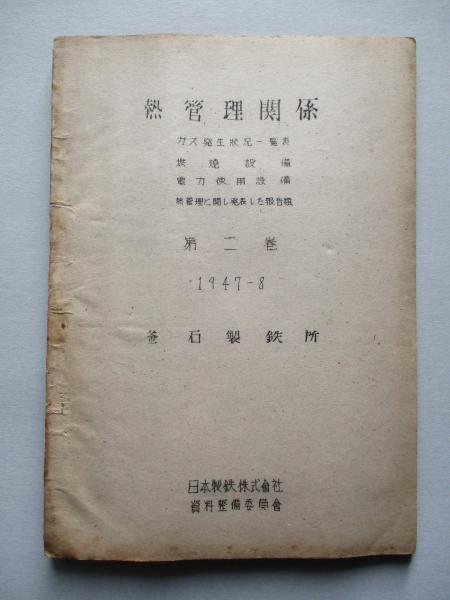 熱管理関係
ガス発生狀況一覧表
燃燒設備
電力使用設備
熱管理に関し発表した報告類
第二巻
1947-8
釜石製鉄所
日本製鉄株式會社
資料整備委員會